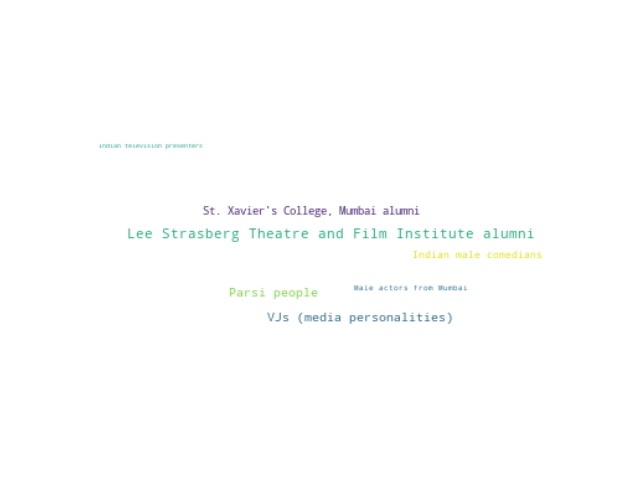 Indian television presenters
St. Xavier's College, Mumbai alumni
Lee Strasberg Theatre and Film Institute alumni
Indian male comedians
Male actors from Mumbai
Parsi people
VJs (media personalities)